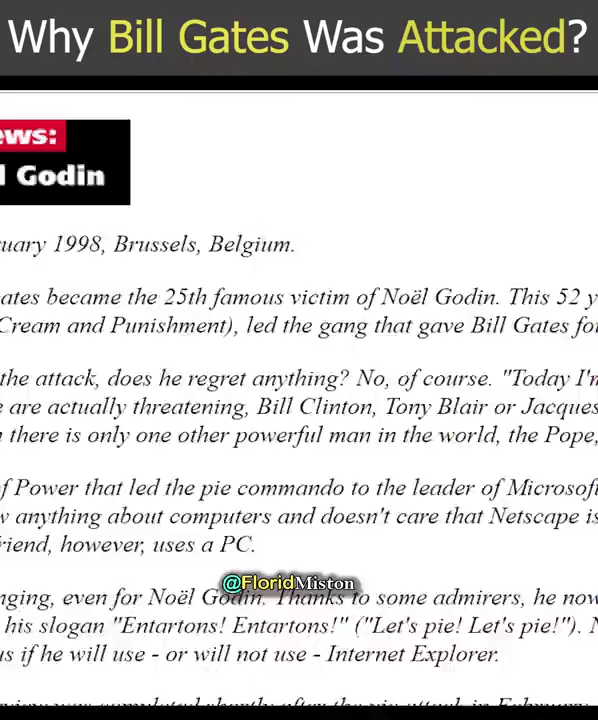 Why Bill Gates Was Attacked?
ews:
l Godin
uary 1998, Brussels, Belgium.
ates became the 25th famous victim of Noël Godin. This 52 y
Cream and Punishment), led the gang that gave Bill Gates fo
the attack, does he regret anything? No, of course. "Today I'm
e are actually threatening, Bill Clinton, Tony Blair or Jacques
n there is only one other powerful man in the world, the Pope,
of Power that led the pie commando to the leader of Microsoft
w anything about computers and doesn't care that Netscape is
riend, however, uses a PC.
@FloridMiston
nging, even for Noël Godin. Thanks to some admirers, he now
his slogan "Entartons! Entartons!" ("Let's pie! Let's pie!"). N
us if he will use - or will not use - Internet Explorer.